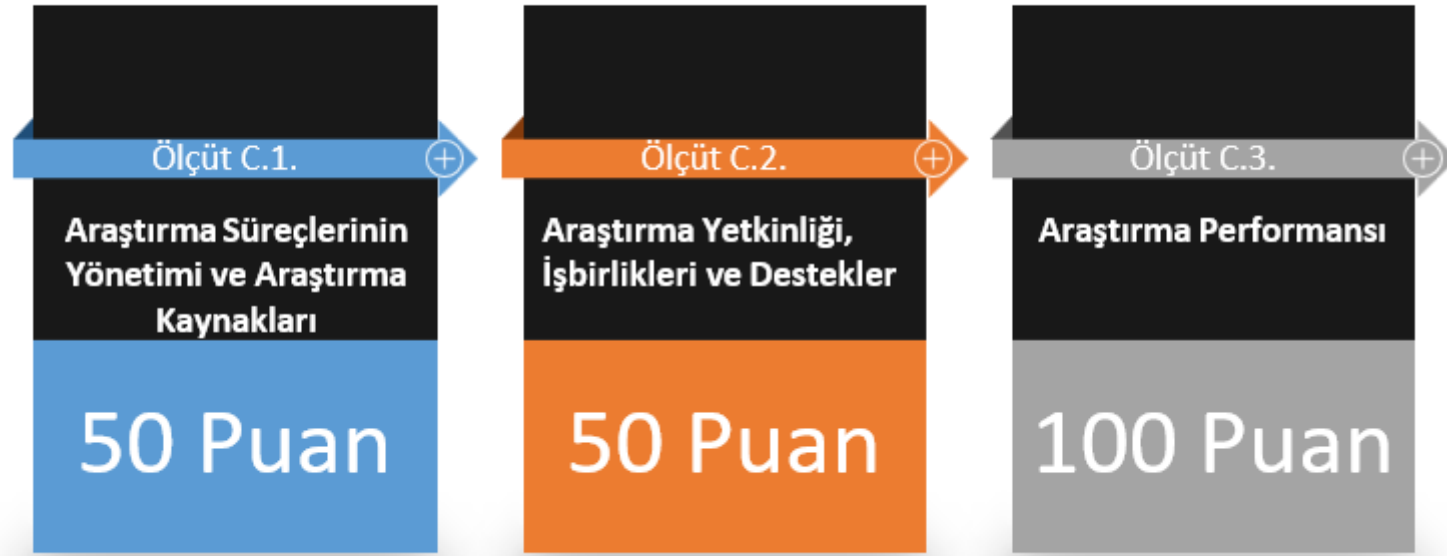 Ölçüt C.1.
Araştırma Süreçlerinin
Yönetimi ve Araştırma
Kaynakları
50 Puan
Ölçüt C.2.
Araştırma Yetkinliği,
İşbirlikleri ve Destekler
50 Puan
Ölçüt C.3.
Araştırma Performansı
100 Puan